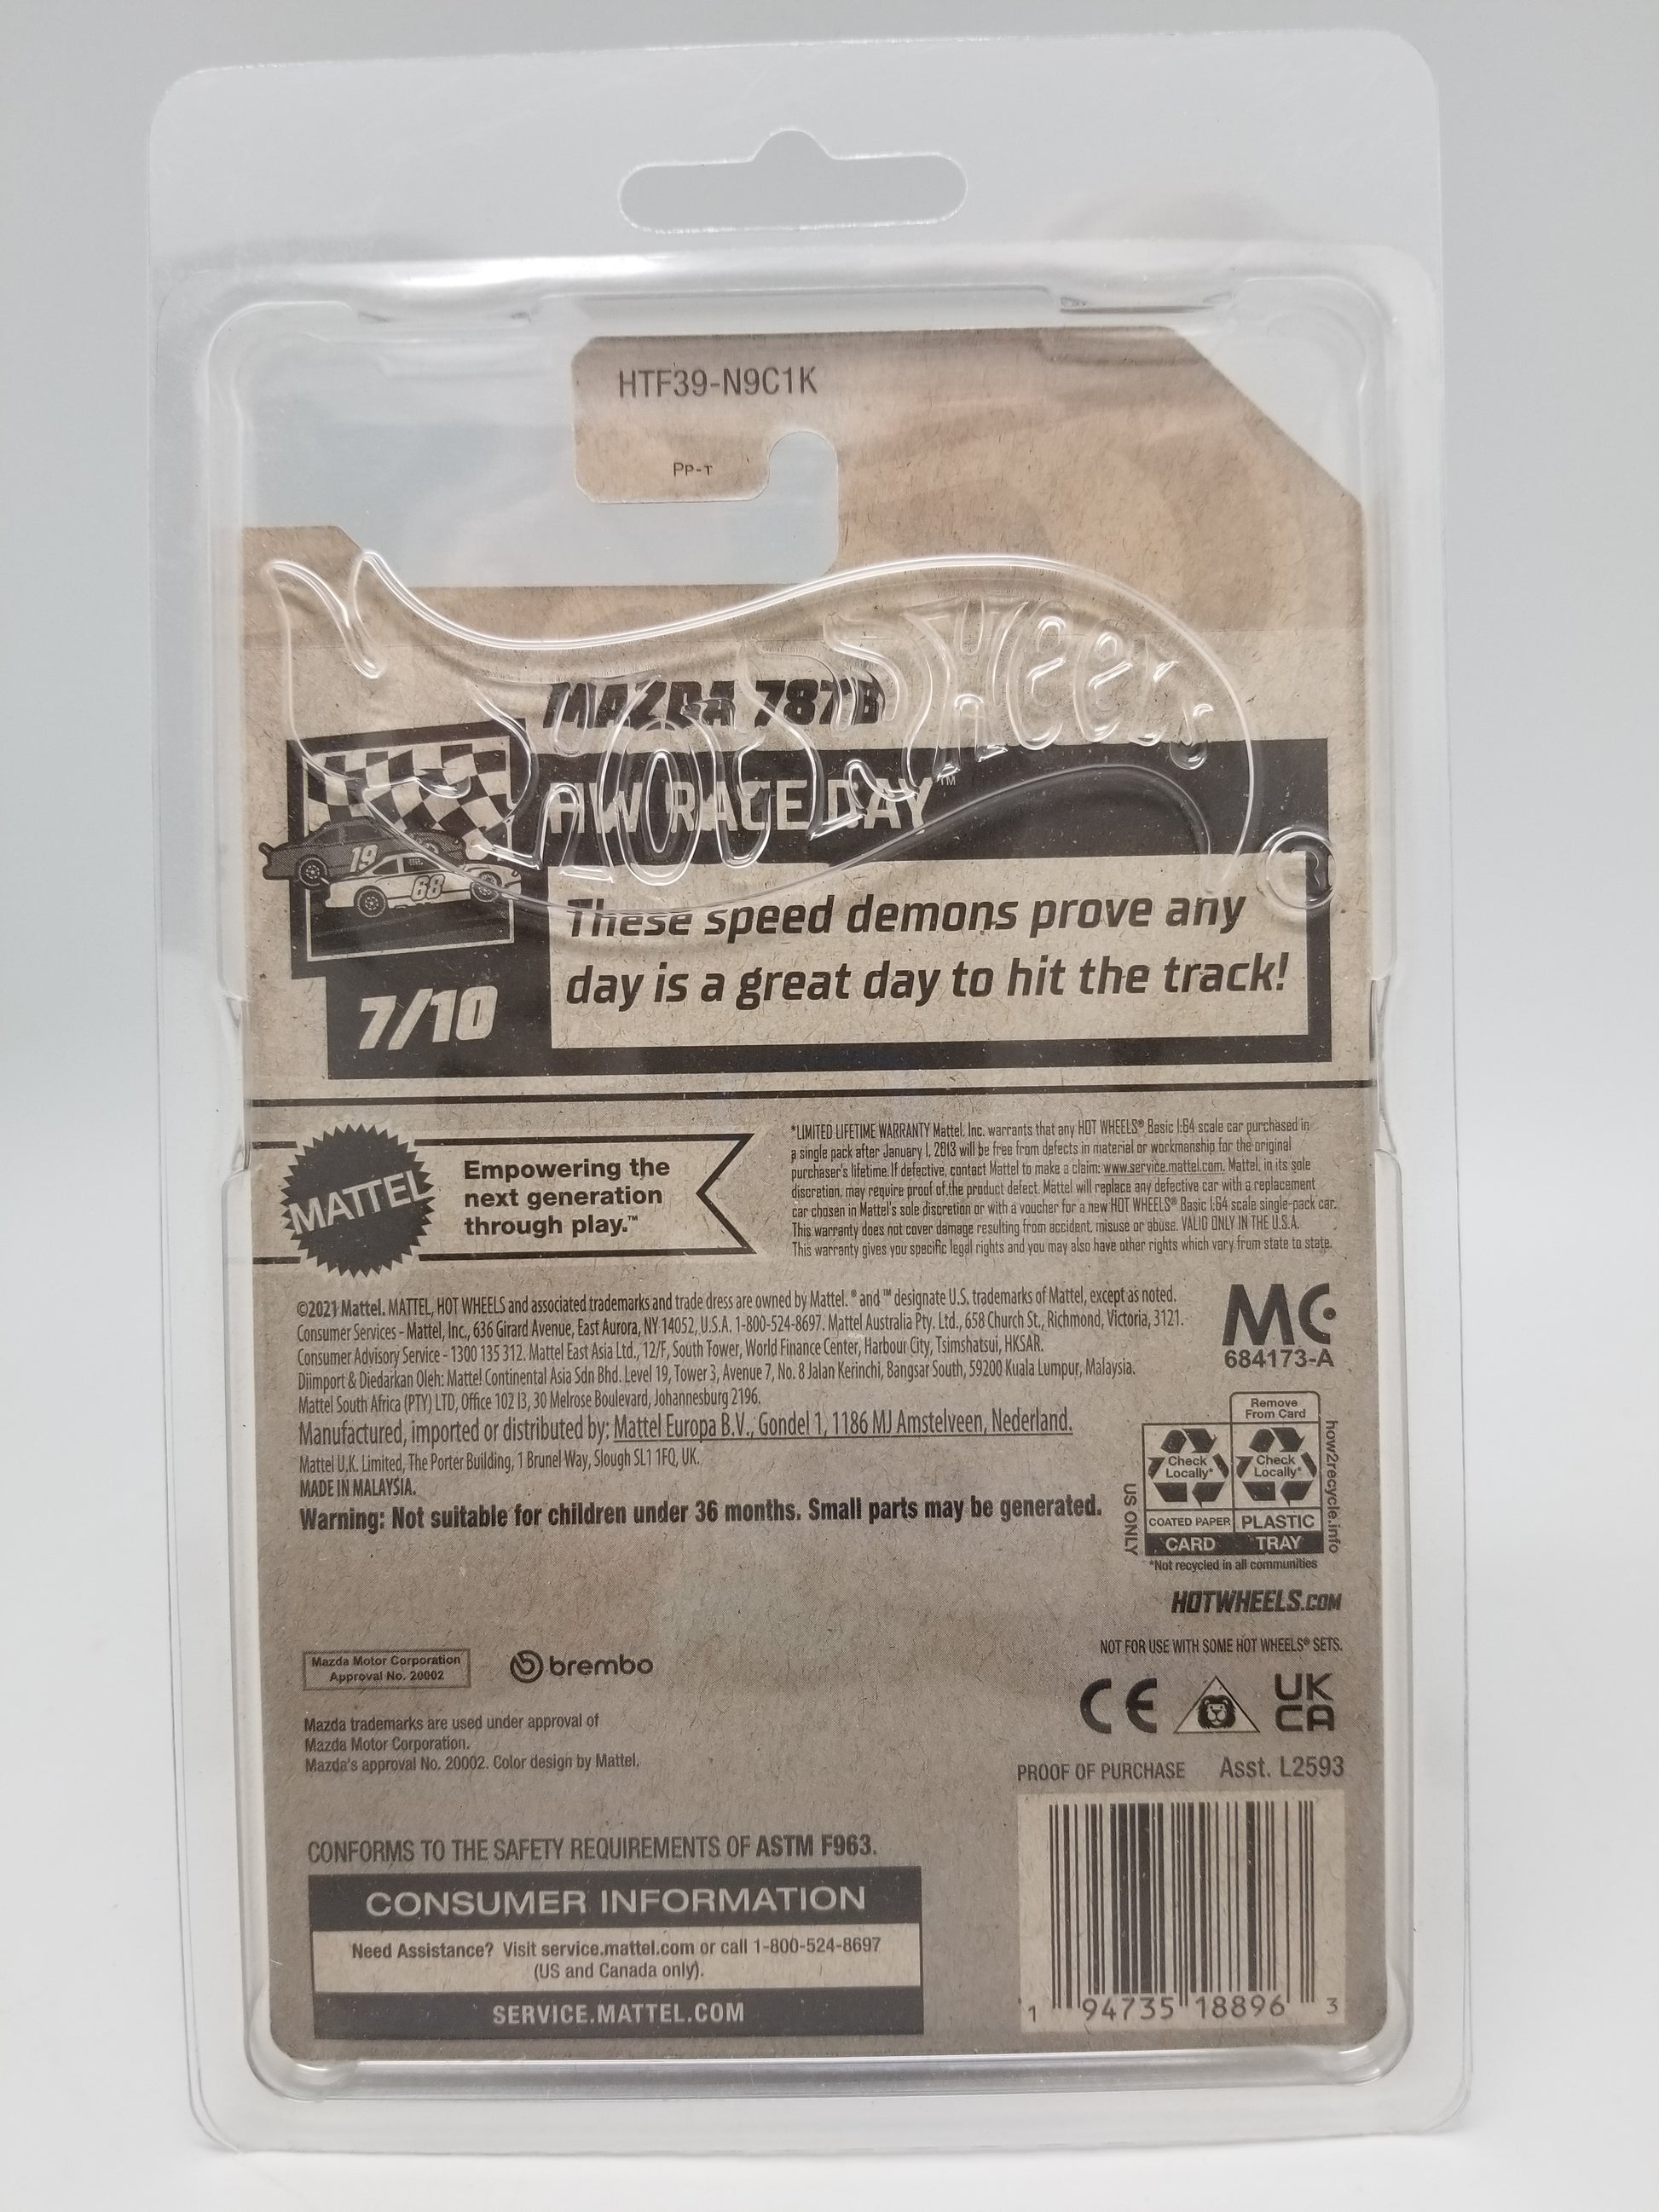 HTF39-N9C1K
PP-T
HOT WHEELS
MAZDA 787B
HW RACE DAY™
19
68
These speed demons prove any
day is a great day to hit the track!
7/10
MATTEL
Empowering the
next generation
through play.™
*LIMITED LIFETIME WARRANTY Mattel, Inc. warrants that any HOT WHEELS® Basic 1:64 scale car purchased in
a single pack after January 1, 2013 will be free from defects in material or workmanship for the original
purchaser's lifetime. If defective, contact Mattel to make a claim: www.service.mattel.com. Mattel, in its sole
discretion, may require proof of the product defect. Mattel will replace any defective car with a replacement
car chosen in Mattel's sole discretion or with a voucher for a new HOT WHEELS® Basic 1:64 scale single-pack car.
This warranty does not cover damage resulting from accident, misuse or abuse. VALID ONLY IN THE U.S.A.
This warranty gives you specific legal rights and you may also have other rights which vary from state to state.
©2021 Mattel. MATTEL, HOT WHEELS and associated trademarks and trade dress are owned by Mattel. ® and ™ designate U.S. trademarks of Mattel, except as noted.
Consumer Services - Mattel, Inc., 636 Girard Avenue, East Aurora, NY 14052, U.S.A. 1-800-524-8697. Mattel Australia Pty. Ltd., 658 Church St., Richmond, Victoria, 3121.
Consumer Advisory Service - 1300 135 312. Mattel East Asia Ltd., 12/F, South Tower, World Finance Center, Harbour City, Tsimshatsui, HKSAR.
Diimport & Diedarkan Oleh: Mattel Continental Asia Sdn Bhd. Level 19, Tower 3, Avenue 7, No. 8 Jalan Kerinchi, Bangsar South, 59200 Kuala Lumpur, Malaysia.
Mattel South Africa (PTY) LTD, Office 102 I3, 30 Melrose Boulevard, Johannesburg 2196.
Manufactured, imported or distributed by: Mattel Europa B.V., Gondel 1, 1186 MJ Amstelveen, Nederland.
Mattel U.K. Limited, The Porter Building, 1 Brunel Way, Slough SL1 1FQ, UK.
MADE IN MALAYSIA.
Warning: Not suitable for children under 36 months. Small parts may be generated.
MC
684173-A
Remove
From Card
Check
Locally*
Check
Locally*
COATED PAPER
PLASTIC
CARD
TRAY
US ONLY
how2recycle.info
*Not recycled in all communities
HOTWHEELS.COM
NOT FOR USE WITH SOME HOT WHEELS® SETS.
CE
UK
CA
Mazda Motor Corporation
Approval No. 20002
brembo
Mazda trademarks are used under approval of
Mazda Motor Corporation.
Mazda's approval No. 20002. Color design by Mattel.
PROOF OF PURCHASE Asst. L2593
CONFORMS TO THE SAFETY REQUIREMENTS OF ASTM F963.
CONSUMER INFORMATION
Need Assistance? Visit service.mattel.com or call 1-800-524-8697
(US and Canada only).
SERVICE.MATTEL.COM
1 94735 18896 3